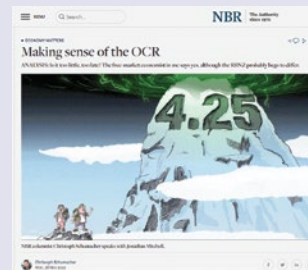 MENU
Search...
NBR
The Authority
since 1970
ECONOMY MATTERS
Making sense of the OCR
ANALYSIS: Is it too little, too late? The free-market economist in me says yes, although the RBNZ probably begs to differ.
4.25
NBR columnist Christoph Schumacher speaks with Jonathan Mitchell.
Christoph Schumacher